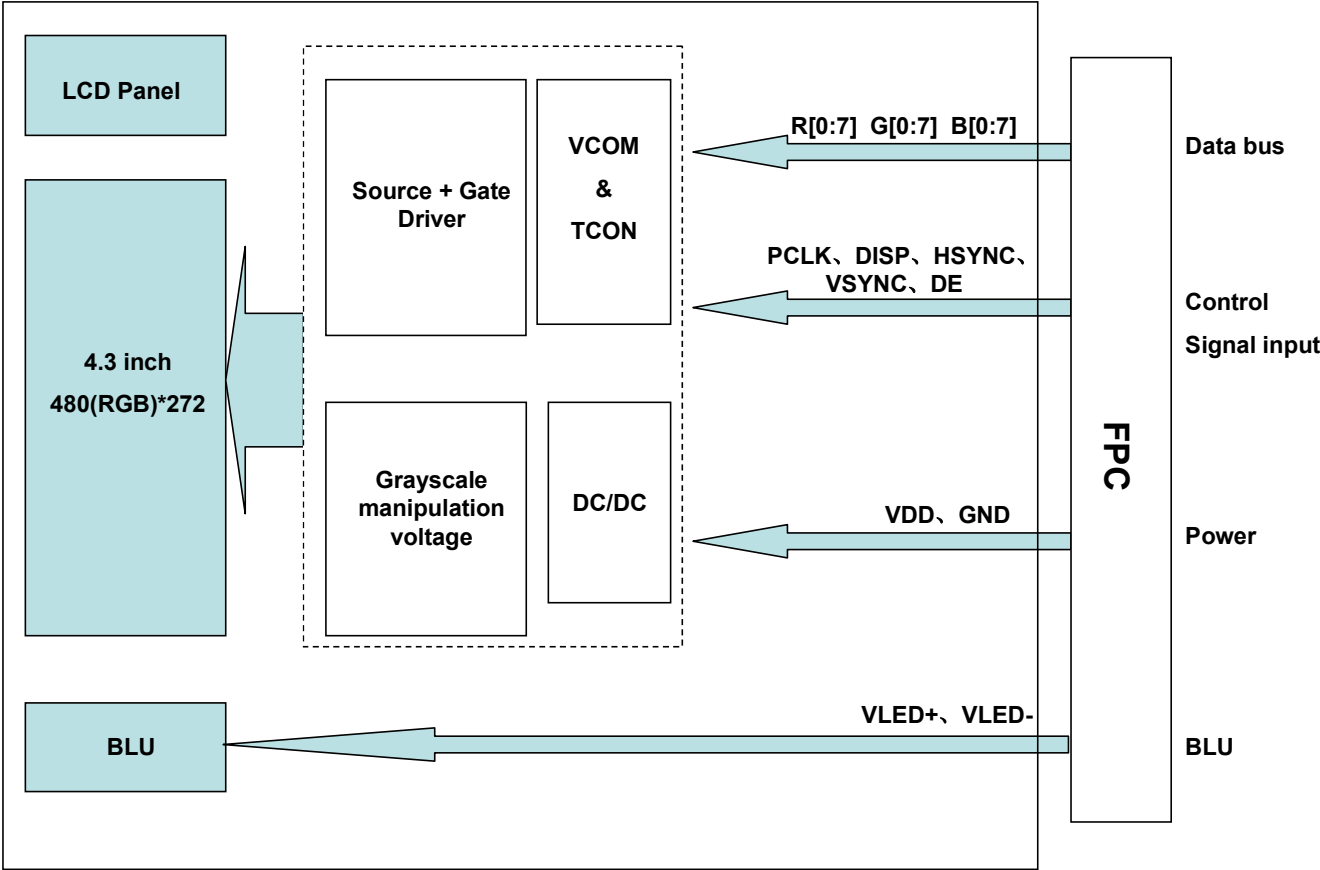 LCD Panel
4.3 inch
480(RGB)*272
BLU
Source + Gate
Driver
VCOM
&
TCON
Grayscale
manipulation
voltage
DC/DC
R[0:7] G[0:7] B[0:7]
PCLK、DISP、HSYNC、
VSYNC、DE
VDD、GND
VLED+、VLED-
FPC
Data bus
Control
Signal input
Power
BLU